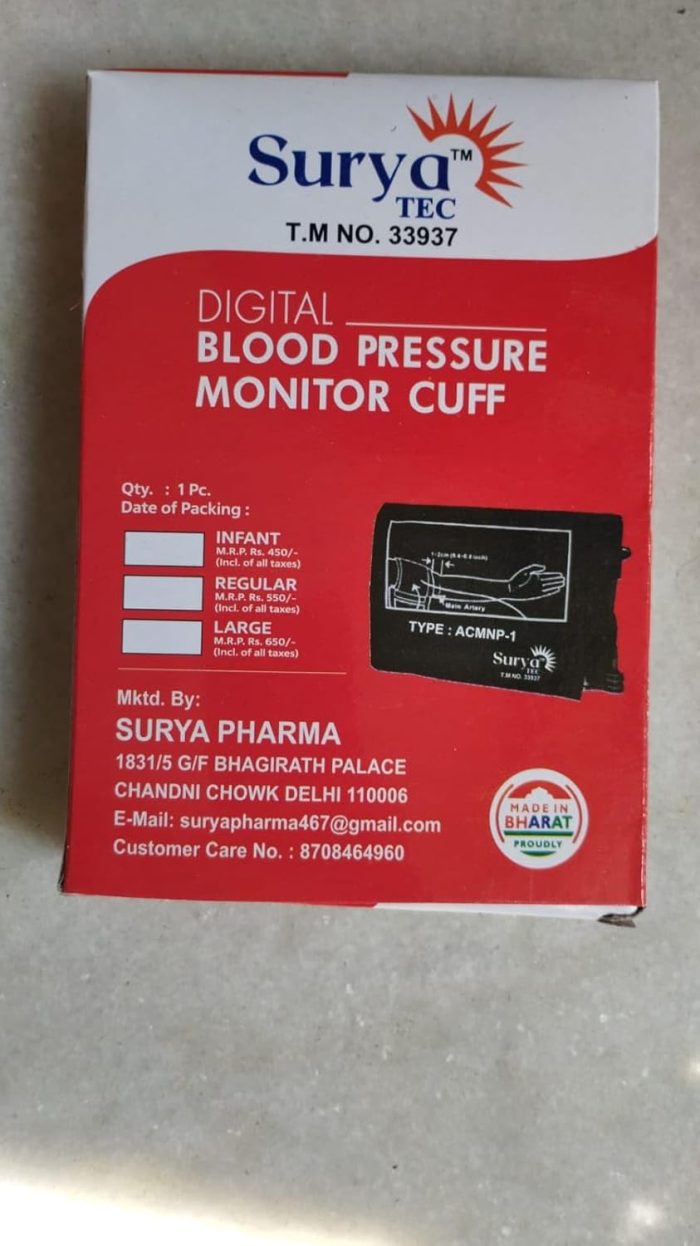 Surya™
TEC
T.M NO. 33937
DIGITAL
BLOOD PRESSURE
MONITOR CUFF
Qty. : 1 Pc.
Date of Packing :
INFANT
M.R.P. Rs. 450/-
(Incl. of all taxes)
REGULAR
M.R.P. Rs. 550/-
(Incl. of all taxes)
LARGE
M.R.P. Rs. 650/-
(Incl. of all taxes)
Main Artery
TYPE : ACMNP-1
Surya
TEC
T.M NO. 33937
Mktd. By:
SURYA PHARMA
1831/5 G/F BHAGIRATH PALACE
CHANDNI CHOWK DELHI 110006
E-Mail: suryapharma467@gmail.com
Customer Care No. : 8708464960
MADE IN
BHARAT
PROUDLY